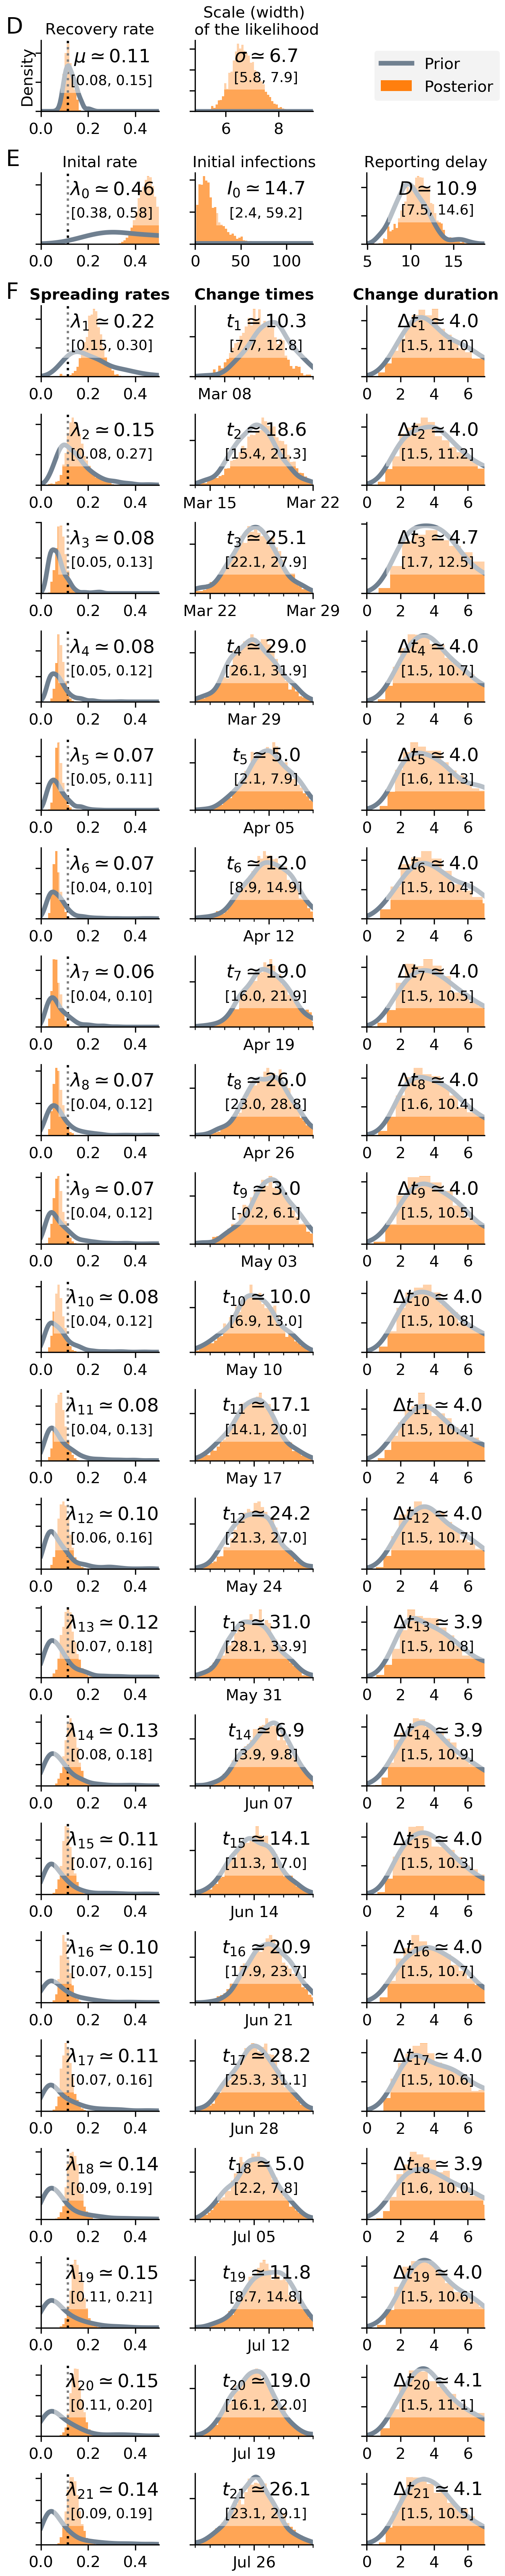 D
Recovery rate
Scale (width)
of the likelihood
Density
μ ≃ 0.11
[0.08, 0.15]
σ ≃ 6.7
[5.8, 7.9]
Prior
Posterior
0.0 0.2 0.4
6 8
E
Inital rate
Initial infections
Reporting delay
λ0 ≃ 0.46
[0.38, 0.58]
I0 ≃ 14.7
[2.4, 59.2]
D ≃ 10.9
[7.5, 14.6]
0.0 0.2 0.4
0 50 100
5 10 15
F
Spreading rates
Change times
Change duration
λ1 ≃ 0.22
[0.15, 0.30]
t1 ≃ 10.3
[7.7, 12.8]
Δt1 ≃ 4.0
[1.5, 11.0]
0.0 0.2 0.4
Mar 08
0 2 4 6
λ2 ≃ 0.15
[0.08, 0.27]
t2 ≃ 18.6
[15.4, 21.3]
Δt2 ≃ 4.0
[1.5, 11.2]
0.0 0.2 0.4
Mar 15 Mar 22
0 2 4 6
λ3 ≃ 0.08
[0.05, 0.13]
t3 ≃ 25.1
[22.1, 27.9]
Δt3 ≃ 4.7
[1.7, 12.5]
0.0 0.2 0.4
Mar 22 Mar 29
0 2 4 6
λ4 ≃ 0.08
[0.05, 0.12]
t4 ≃ 29.0
[26.1, 31.9]
Δt4 ≃ 4.0
[1.5, 10.7]
0.0 0.2 0.4
Mar 29
0 2 4 6
λ5 ≃ 0.07
[0.05, 0.11]
t5 ≃ 5.0
[2.1, 7.9]
Δt5 ≃ 4.0
[1.6, 11.3]
0.0 0.2 0.4
Apr 05
0 2 4 6
λ6 ≃ 0.07
[0.04, 0.10]
t6 ≃ 12.0
[8.9, 14.9]
Δt6 ≃ 4.0
[1.5, 10.4]
0.0 0.2 0.4
Apr 12
0 2 4 6
λ7 ≃ 0.06
[0.04, 0.10]
t7 ≃ 19.0
[16.0, 21.9]
Δt7 ≃ 4.0
[1.5, 10.5]
0.0 0.2 0.4
Apr 19
0 2 4 6
λ8 ≃ 0.07
[0.04, 0.12]
t8 ≃ 26.0
[23.0, 28.8]
Δt8 ≃ 4.0
[1.6, 10.4]
0.0 0.2 0.4
Apr 26
0 2 4 6
λ9 ≃ 0.07
[0.04, 0.12]
t9 ≃ 3.0
[-0.2, 6.1]
Δt9 ≃ 4.0
[1.5, 10.5]
0.0 0.2 0.4
May 03
0 2 4 6
λ10 ≃ 0.08
[0.04, 0.12]
t10 ≃ 10.0
[6.9, 13.0]
Δt10 ≃ 4.0
[1.5, 10.8]
0.0 0.2 0.4
May 10
0 2 4 6
λ11 ≃ 0.08
[0.04, 0.13]
t11 ≃ 17.1
[14.1, 20.0]
Δt11 ≃ 4.0
[1.5, 10.4]
0.0 0.2 0.4
May 17
0 2 4 6
λ12 ≃ 0.10
[0.06, 0.16]
t12 ≃ 24.2
[21.3, 27.0]
Δt12 ≃ 4.0
[1.5, 10.7]
0.0 0.2 0.4
May 24
0 2 4 6
λ13 ≃ 0.12
[0.07, 0.18]
t13 ≃ 31.0
[28.1, 33.9]
Δt13 ≃ 3.9
[1.5, 10.8]
0.0 0.2 0.4
May 31
0 2 4 6
λ14 ≃ 0.13
[0.08, 0.18]
t14 ≃ 6.9
[3.9, 9.8]
Δt14 ≃ 3.9
[1.5, 10.9]
0.0 0.2 0.4
Jun 07
0 2 4 6
λ15 ≃ 0.11
[0.07, 0.16]
t15 ≃ 14.1
[11.3, 17.0]
Δt15 ≃ 4.0
[1.5, 10.3]
0.0 0.2 0.4
Jun 14
0 2 4 6
λ16 ≃ 0.10
[0.07, 0.15]
t16 ≃ 20.9
[17.9, 23.7]
Δt16 ≃ 4.0
[1.5, 10.7]
0.0 0.2 0.4
Jun 21
0 2 4 6
λ17 ≃ 0.11
[0.07, 0.16]
t17 ≃ 28.2
[25.3, 31.1]
Δt17 ≃ 4.0
[1.5, 10.6]
0.0 0.2 0.4
Jun 28
0 2 4 6
λ18 ≃ 0.14
[0.09, 0.19]
t18 ≃ 5.0
[2.2, 7.8]
Δt18 ≃ 3.9
[1.6, 10.0]
0.0 0.2 0.4
Jul 05
0 2 4 6
λ19 ≃ 0.15
[0.11, 0.21]
t19 ≃ 11.8
[8.7, 14.8]
Δt19 ≃ 4.0
[1.5, 10.6]
0.0 0.2 0.4
Jul 12
0 2 4 6
λ20 ≃ 0.15
[0.11, 0.20]
t20 ≃ 19.0
[16.1, 22.0]
Δt20 ≃ 4.1
[1.5, 11.1]
0.0 0.2 0.4
Jul 19
0 2 4 6
λ21 ≃ 0.14
[0.09, 0.19]
t21 ≃ 26.1
[23.1, 29.1]
Δt21 ≃ 4.1
[1.5, 10.5]
0.0 0.2 0.4
Jul 26
0 2 4 6